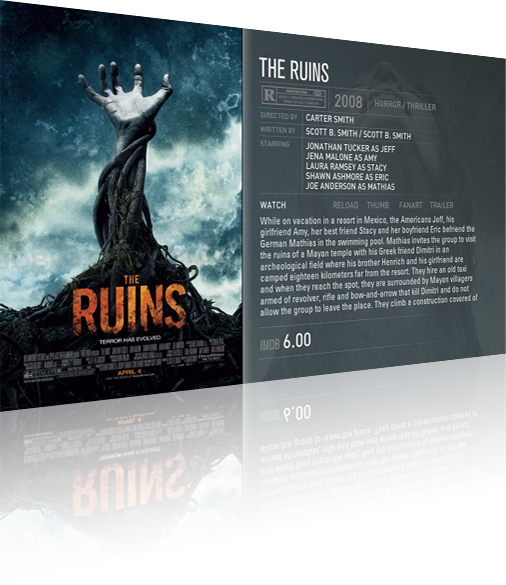 THE
RUINS
TERROR HAS EVOLVED.
APRIL 4
THE RUINS
R
2008
HORROR / THRILLER
DIRECTED BY CARTER SMITH
WRITTEN BY SCOTT B. SMITH / SCOTT B. SMITH
STARRING JONATHAN TUCKER AS JEFF
JENA MALONE AS AMY
LAURA RAMSEY AS STACY
SHAWN ASHMORE AS ERIC
JOE ANDERSON AS MATHIAS
WATCH RELOAD THUMB FANART TRAILER
While on vacation in a resort in Mexico, the Americans Jeff, his
girlfriend Amy, her best friend Stacy and her boyfriend Eric befriend the
German Mathias in the swimming pool. Mathias invites the group to visit
the ruins of a Mayan temple with his Greek friend Dimitri in an
archeological field where his brother Henrich and his girlfriend are
camped eighteen kilometers far from the resort. They hire an old taxi
and when they reach the spot, they are surrounded by Mayan villagers
armed of revolver, rifle and bow-and-arrow that kill Dimitri and do not
allow the group to leave the place. They climb a construction covered of
IMDB 6.00